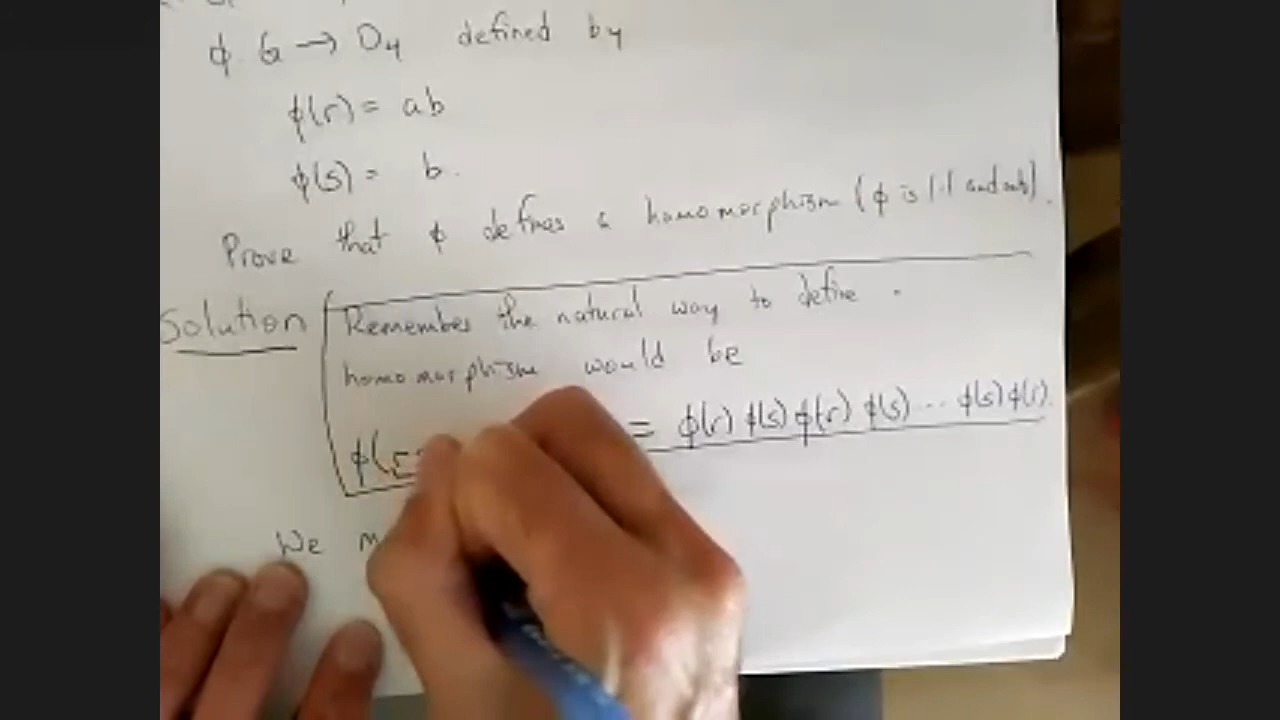 ϕ: G → D₄ defined by
ϕ(r) = ab
ϕ(s) = b.
Prove that ϕ defines a homomorphism (ϕ is 1-1 and onto).
Solution
Remember the natural way to define
homomorphism would be
= ϕ(r) ϕ(s) ϕ(r) ϕ(s) ... ϕ(s) ϕ(r).
We